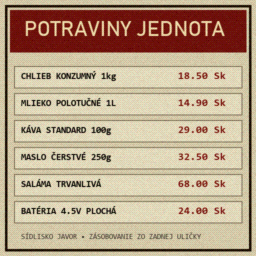 POTRAVINY JEDNOTA
CHLIEB KONZUMNÝ 1kg 18.50 Sk
MLIEKO POLOTUČNÉ 1L 14.90 Sk
KÁVA STANDARD 100g 29.00 Sk
MASLO ČERSTVÉ 250g 32.50 Sk
SALÁMA TRVANLIVÁ 68.00 Sk
BATÉRIA 4.5V PLOCHÁ 24.00 Sk
SÍDLISKO JAVOR • ZÁSOBOVANIE ZO ZADNEJ ULIČKY